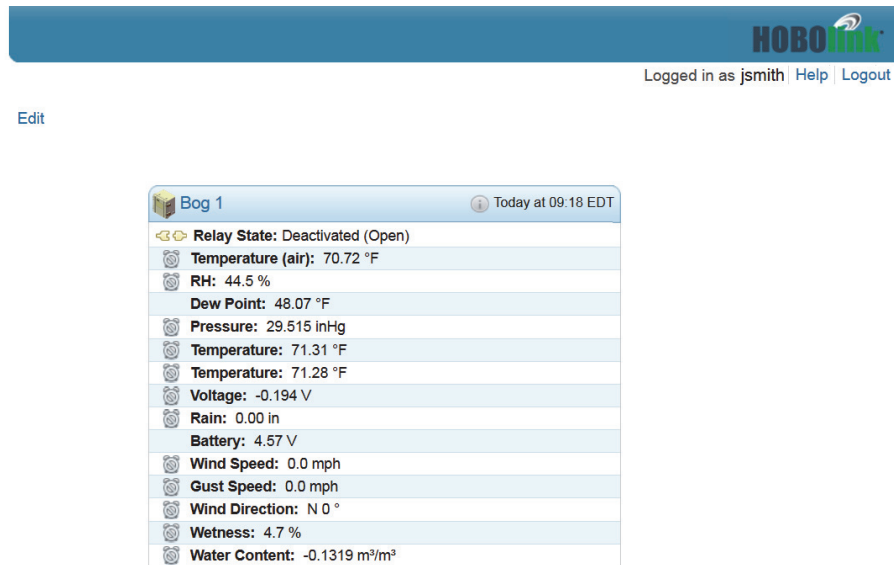 HOBOlink
Logged in as jsmith Help Logout
Edit
Bog 1 Today at 09:18 EDT
Relay State: Deactivated (Open)
Temperature (air): 70.72 °F
RH: 44.5 %
Dew Point: 48.07 °F
Pressure: 29.515 inHg
Temperature: 71.31 °F
Temperature: 71.28 °F
Voltage: -0.194 V
Rain: 0.00 in
Battery: 4.57 V
Wind Speed: 0.0 mph
Gust Speed: 0.0 mph
Wind Direction: N 0 °
Wetness: 4.7 %
Water Content: -0.1319 m³/m³